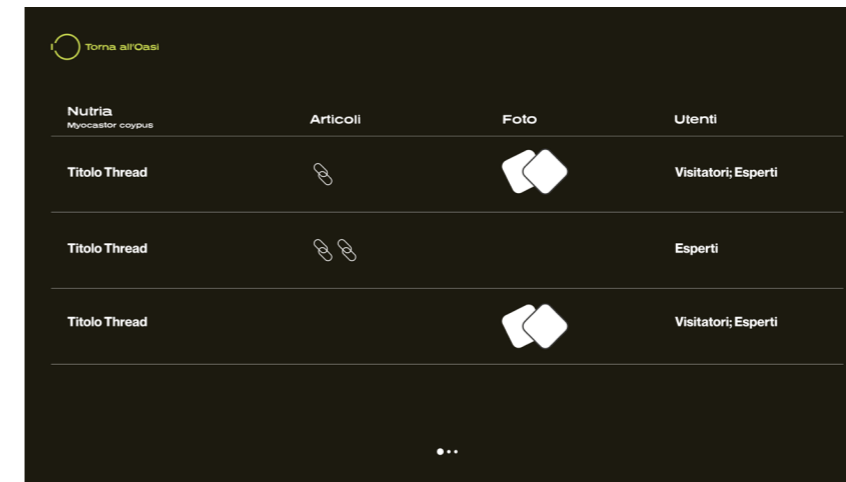 Torna all'Oasi
Nutria Articoli Foto Utenti
Myocastor coypus
Titolo Thread Visitatori; Esperti
Titolo Thread Esperti
Titolo Thread Visitatori; Esperti